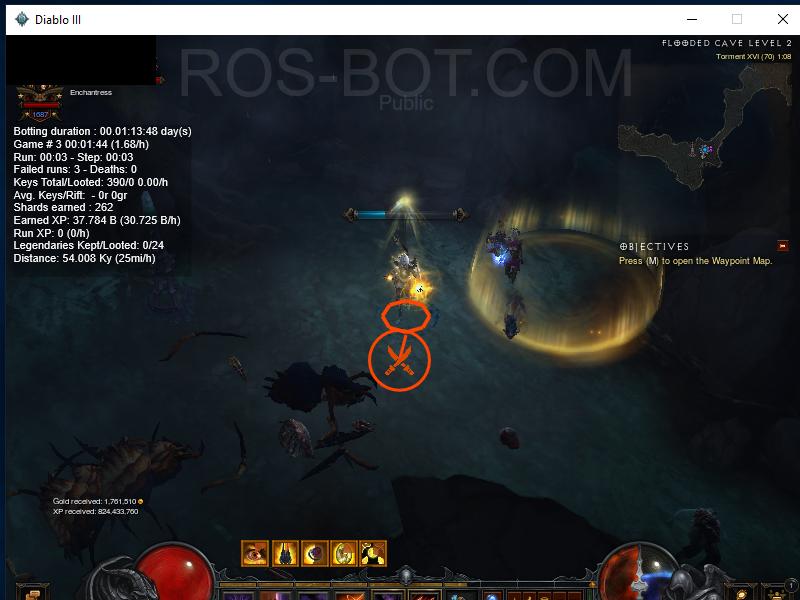 Diablo III
FLOODED CAVE LEVEL 2
Torment XVI (70) 1:08
ROS-BOT.COM
Public
Enchantress
1687
Botting duration : 00.01:13:48 day(s)
Game # 3 00:01:44 (1.68/h)
Run: 00:03 - Step: 00:03
Failed runs: 3 - Deaths: 0
Keys Total/Looted: 390/0 0.00/h
Avg. Keys/Rift: - 0r 0gr
Shards earned : 262
Earned XP: 37.784 B (30.725 B/h)
Run XP: 0 (0/h)
Legendaries Kept/Looted: 0/24
Distance: 54.008 Ky (25mi/h)
OBJECTIVES
Press (M) to open the Waypoint Map.
Gold received: 1,761,510
XP received: 824,433,760
1